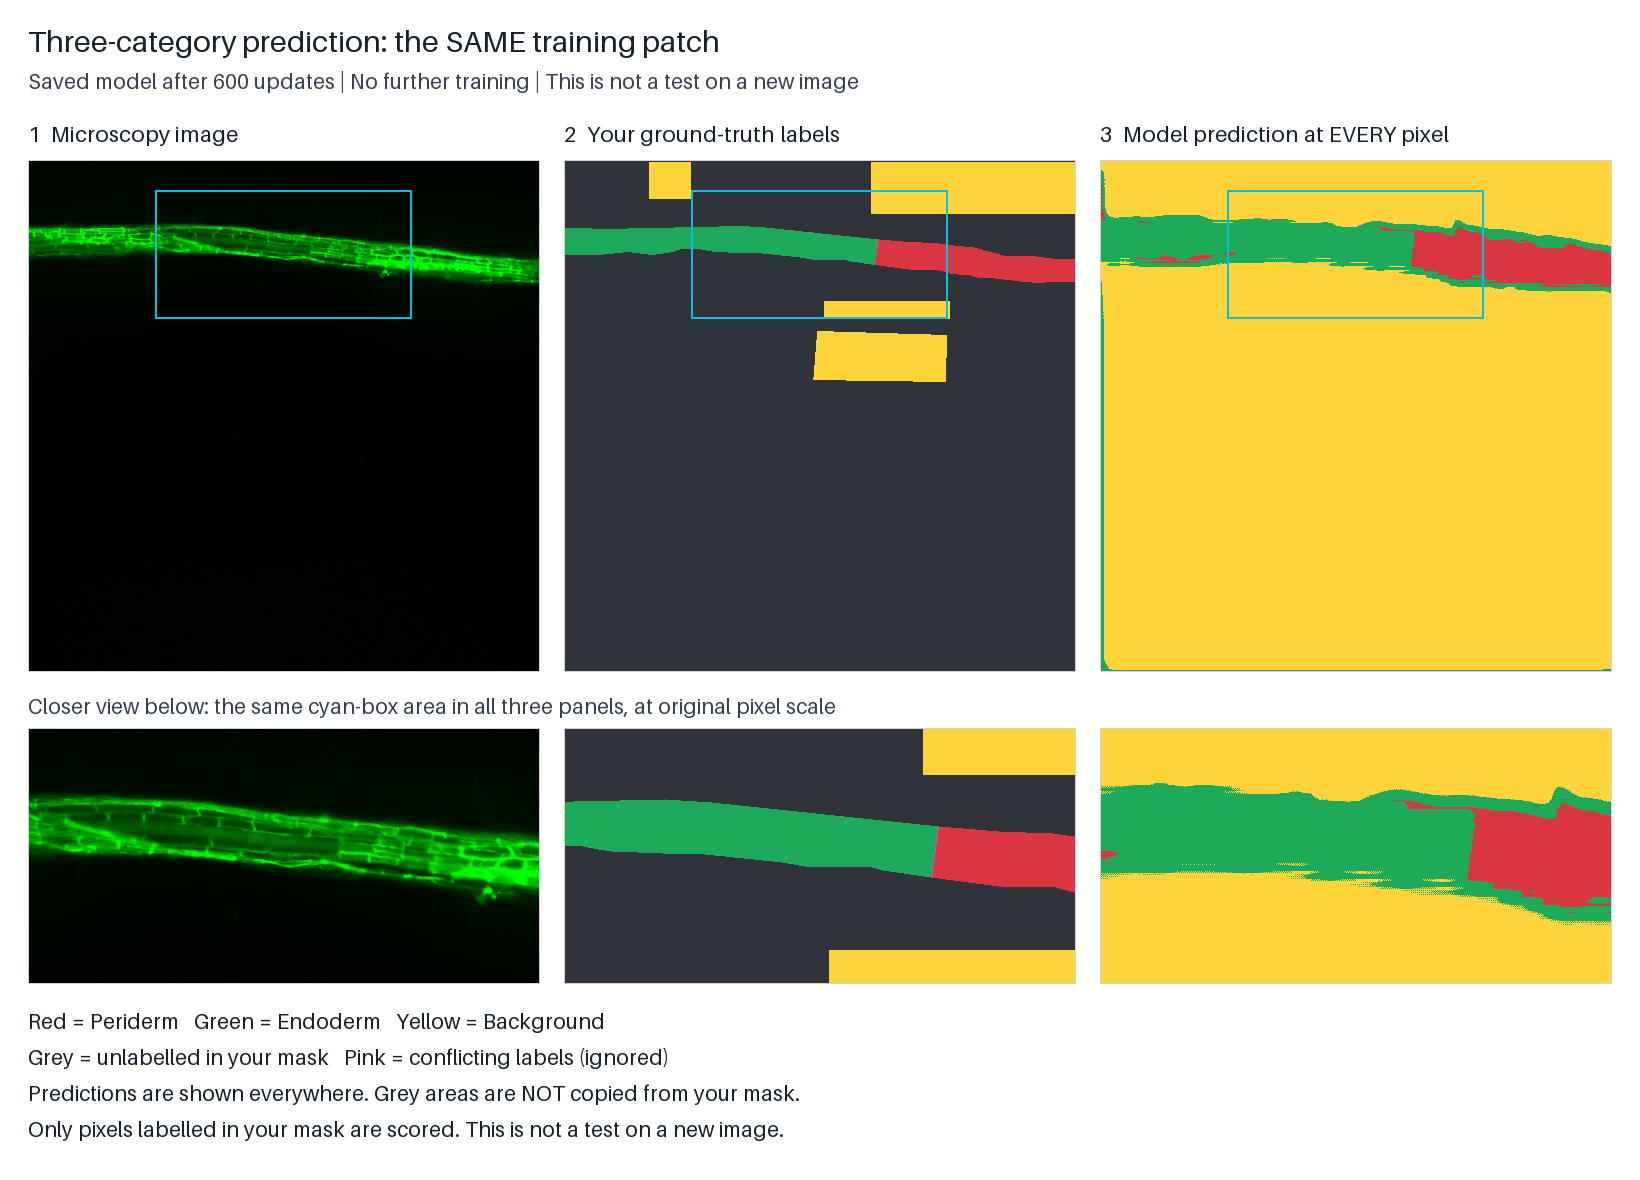 Three-category prediction: the SAME training patch
Saved model after 600 updates | No further training | This is not a test on a new image
1 Microscopy image
2 Your ground-truth labels
3 Model prediction at EVERY pixel
Closer view below: the same cyan-box area in all three panels, at original pixel scale
Red = Periderm Green = Endoderm Yellow = Background
Grey = unlabelled in your mask Pink = conflicting labels (ignored)
Predictions are shown everywhere. Grey areas are NOT copied from your mask.
Only pixels labelled in your mask are scored. This is not a test on a new image.